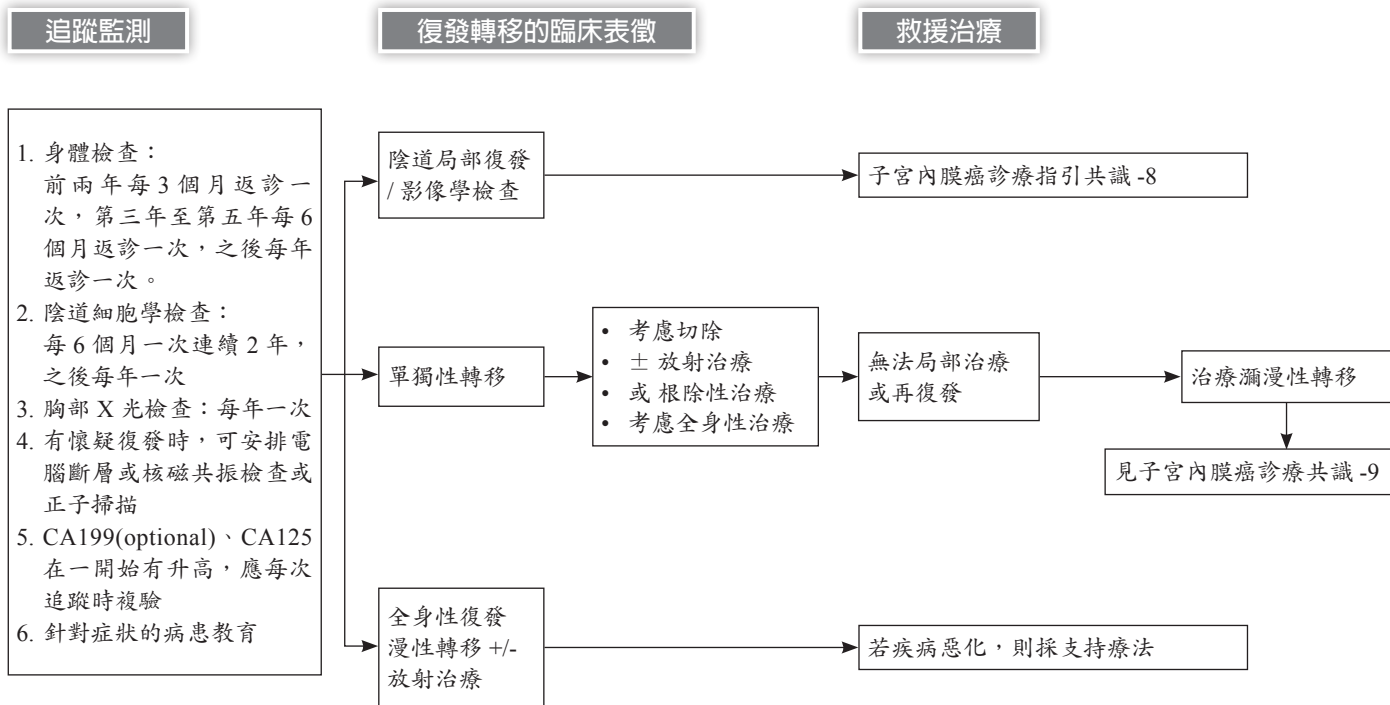 追蹤監測
復發轉移的臨床表徵
救援治療
1. 身體檢查：
前兩年每 3 個月返診一
次，第三年至第五年每 6
個月返診一次，之後每年
返診一次。
2. 陰道細胞學檢查：
每 6 個月一次連續 2 年，
之後每年一次
3. 胸部 X 光檢查：每年一次
4. 有懷疑復發時，可安排電
腦斷層或核磁共振檢查或
正子掃描
5. CA199(optional)、CA125
在一開始有升高，應每次
追蹤時複驗
6. 針對症狀的病患教育
陰道局部復發
/ 影像學檢查
子宮內膜癌診療指引共識 -8
單獨性轉移
• 考慮切除
• ± 放射治療
• 或 根除性治療
• 考慮全身性治療
無法局部治療
或再復發
治療瀰漫性轉移
見子宮內膜癌診療共識 -9
全身性復發
漫性轉移 +/-
放射治療
若疾病惡化，則採支持療法